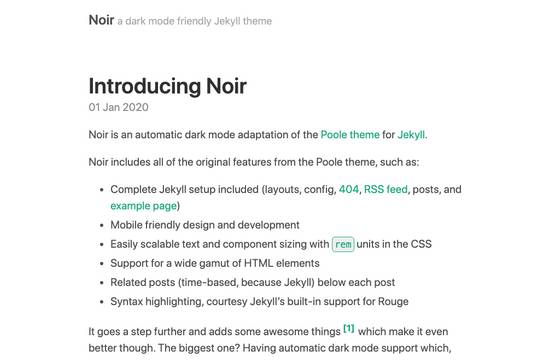 Noir a dark mode friendly Jekyll theme
Introducing Noir
01 Jan 2020
Noir is an automatic dark mode adaptation of the Poole theme for Jekyll.
Noir includes all of the original features from the Poole theme, such as:
• Complete Jekyll setup included (layouts, config, 404, RSS feed, posts, and
example page)
• Mobile friendly design and development
• Easily scalable text and component sizing with rem units in the CSS
• Support for a wide gamut of HTML elements
• Related posts (time-based, because Jekyll) below each post
• Syntax highlighting, courtesy Jekyll's built-in support for Rouge
It goes a step further and adds some awesome things [1] which make it even
better though. The biggest one? Having automatic dark mode support which,